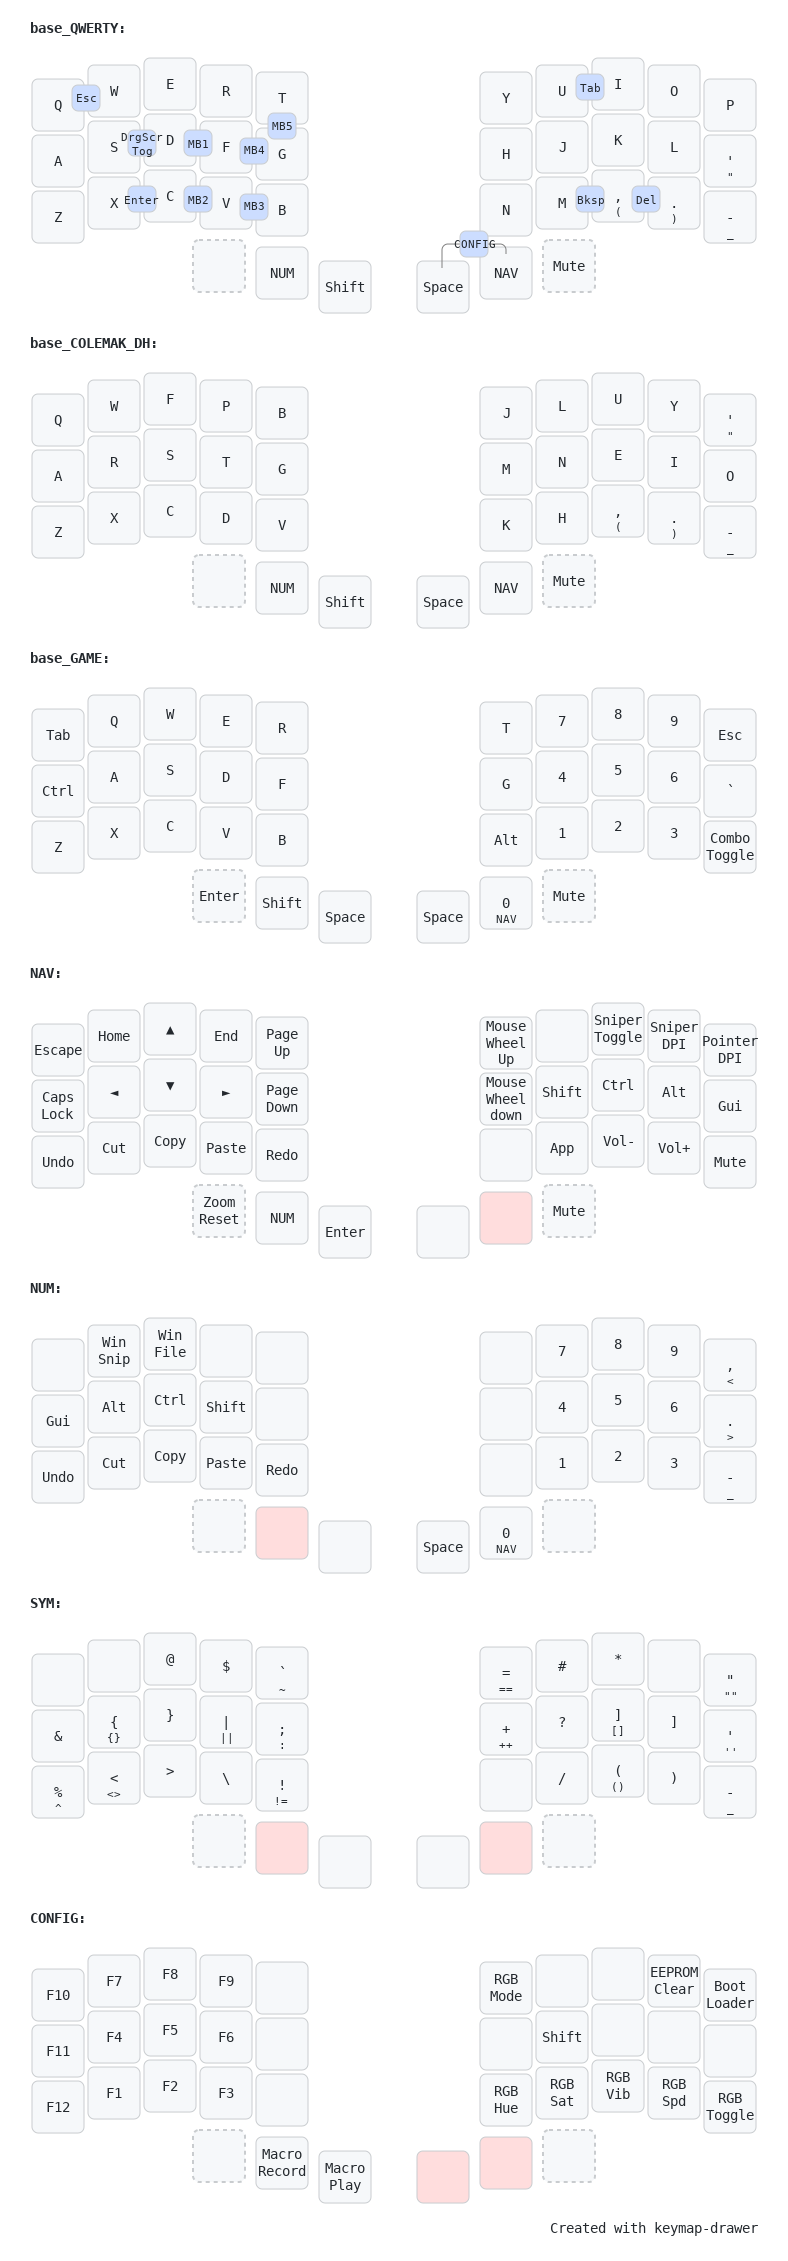 base_QWERTY:
Q Esc W E R T Y U Tab I O P
MB5
A S DrgScr Tog D MB1 F MB4 G H J K L ' "
Z X Enter C MB2 V MB3 B N M Bksp , ( Del . ) - _
CONFIG
NUM Shift Space NAV Mute
base_COLEMAK_DH:
Q W F P B J L U Y ' "
A R S T G M N E I O
Z X C D V K H , ( . ) - _
NUM Shift Space NAV Mute
base_GAME:
Tab Q W E R T 7 8 9 Esc
Ctrl A S D F G 4 5 6 `
Z X C V B Alt 1 2 3 Combo Toggle
Enter Shift Space Space 0 NAV Mute
NAV:
Escape Home ▲ End Page Up Mouse Wheel Up Sniper Toggle Sniper DPI Pointer DPI
Caps Lock ◄ ▼ ► Page Down Mouse Wheel down Shift Ctrl Alt Gui
Undo Cut Copy Paste Redo App Vol- Vol+ Mute
Zoom Reset NUM Enter Mute
NUM:
Win Snip Win File 7 8 9 , <
Gui Alt Ctrl Shift 4 5 6 . >
Undo Cut Copy Paste Redo 1 2 3 - _
Space 0 NAV
SYM:
@ $ ` ~ = == # * " ""
& { {} } | || ; : + ++ ? ] [] ] ' ''
% ^ < <> > \ ! != / ( () ) - _
CONFIG:
F10 F7 F8 F9 RGB Mode EEPROM Clear Boot Loader
F11 F4 F5 F6 Shift
F12 F1 F2 F3 RGB Hue RGB Sat RGB Vib RGB Spd RGB Toggle
Macro Record Macro Play
Created with keymap-drawer